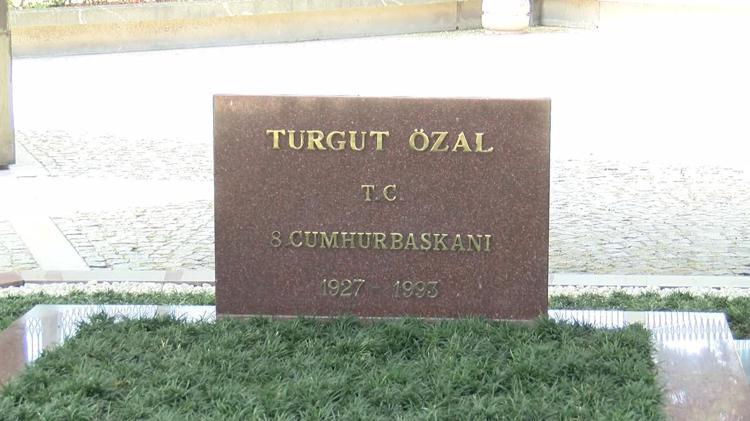 TURGUT ÖZAL
T.C.
8.CUMHURBAŞKANI
1927 - 1993